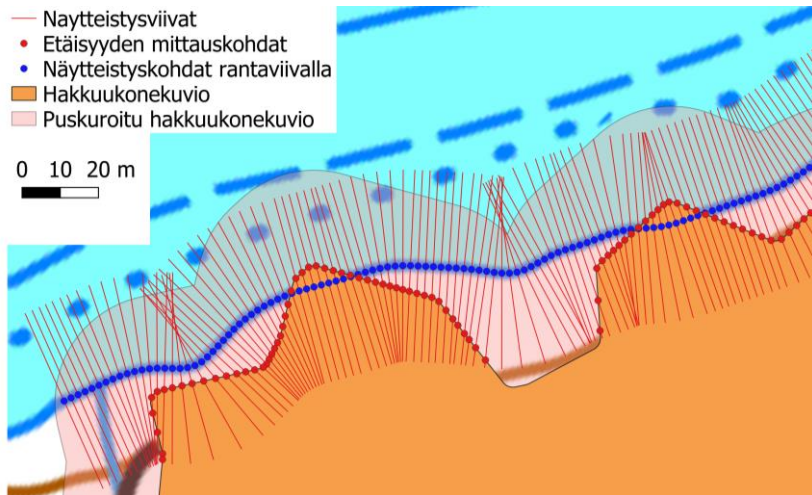 Naytteistysviivat
Etäisyyden mittauskohdat
Näytteistyskohdat rantaviivalla
Hakkuukonekuvio
Puskuroitu hakkuukonekuvio
0 10 20 m